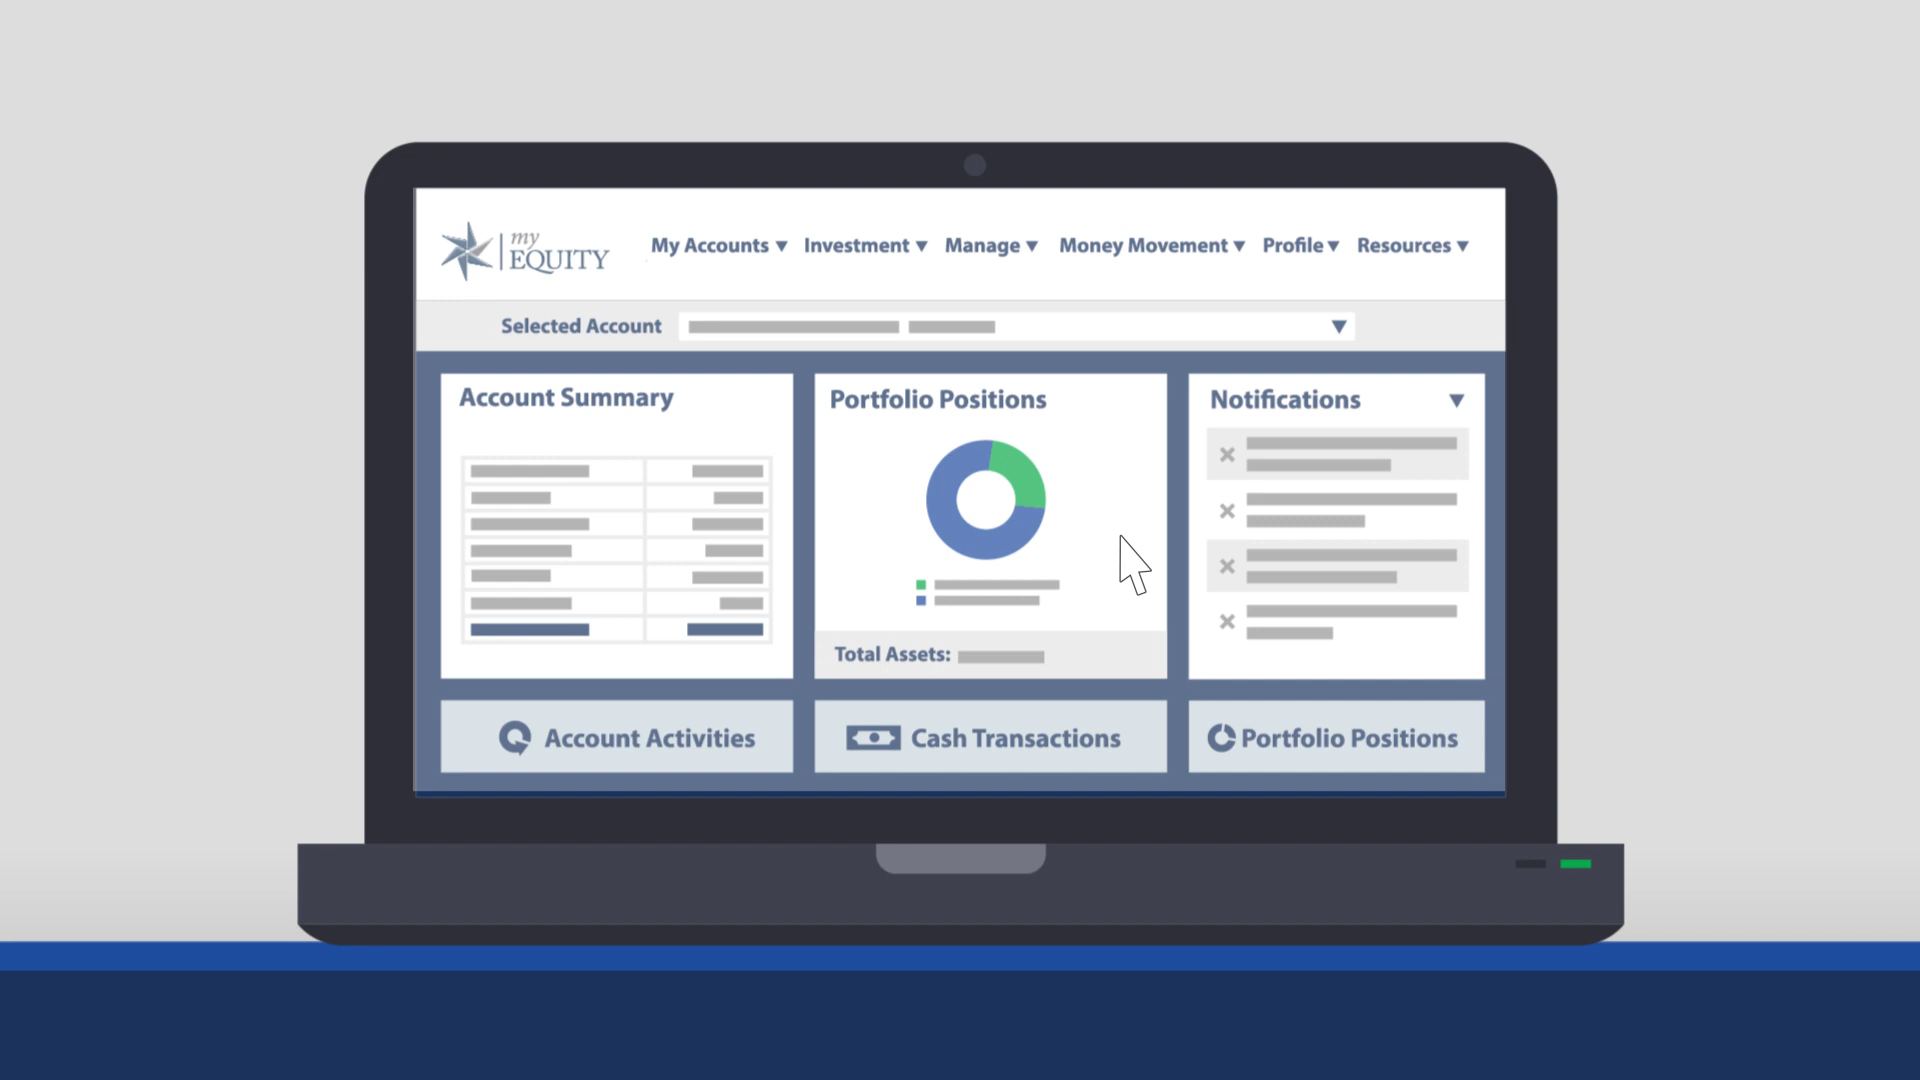 my
EQUITY
My Accounts ▼ Investment ▼ Manage ▼ Money Movement ▼ Profile ▼ Resources ▼
Selected Account
Account Summary
Portfolio Positions
Total Assets:
Notifications
Account Activities
Cash Transactions
Portfolio Positions